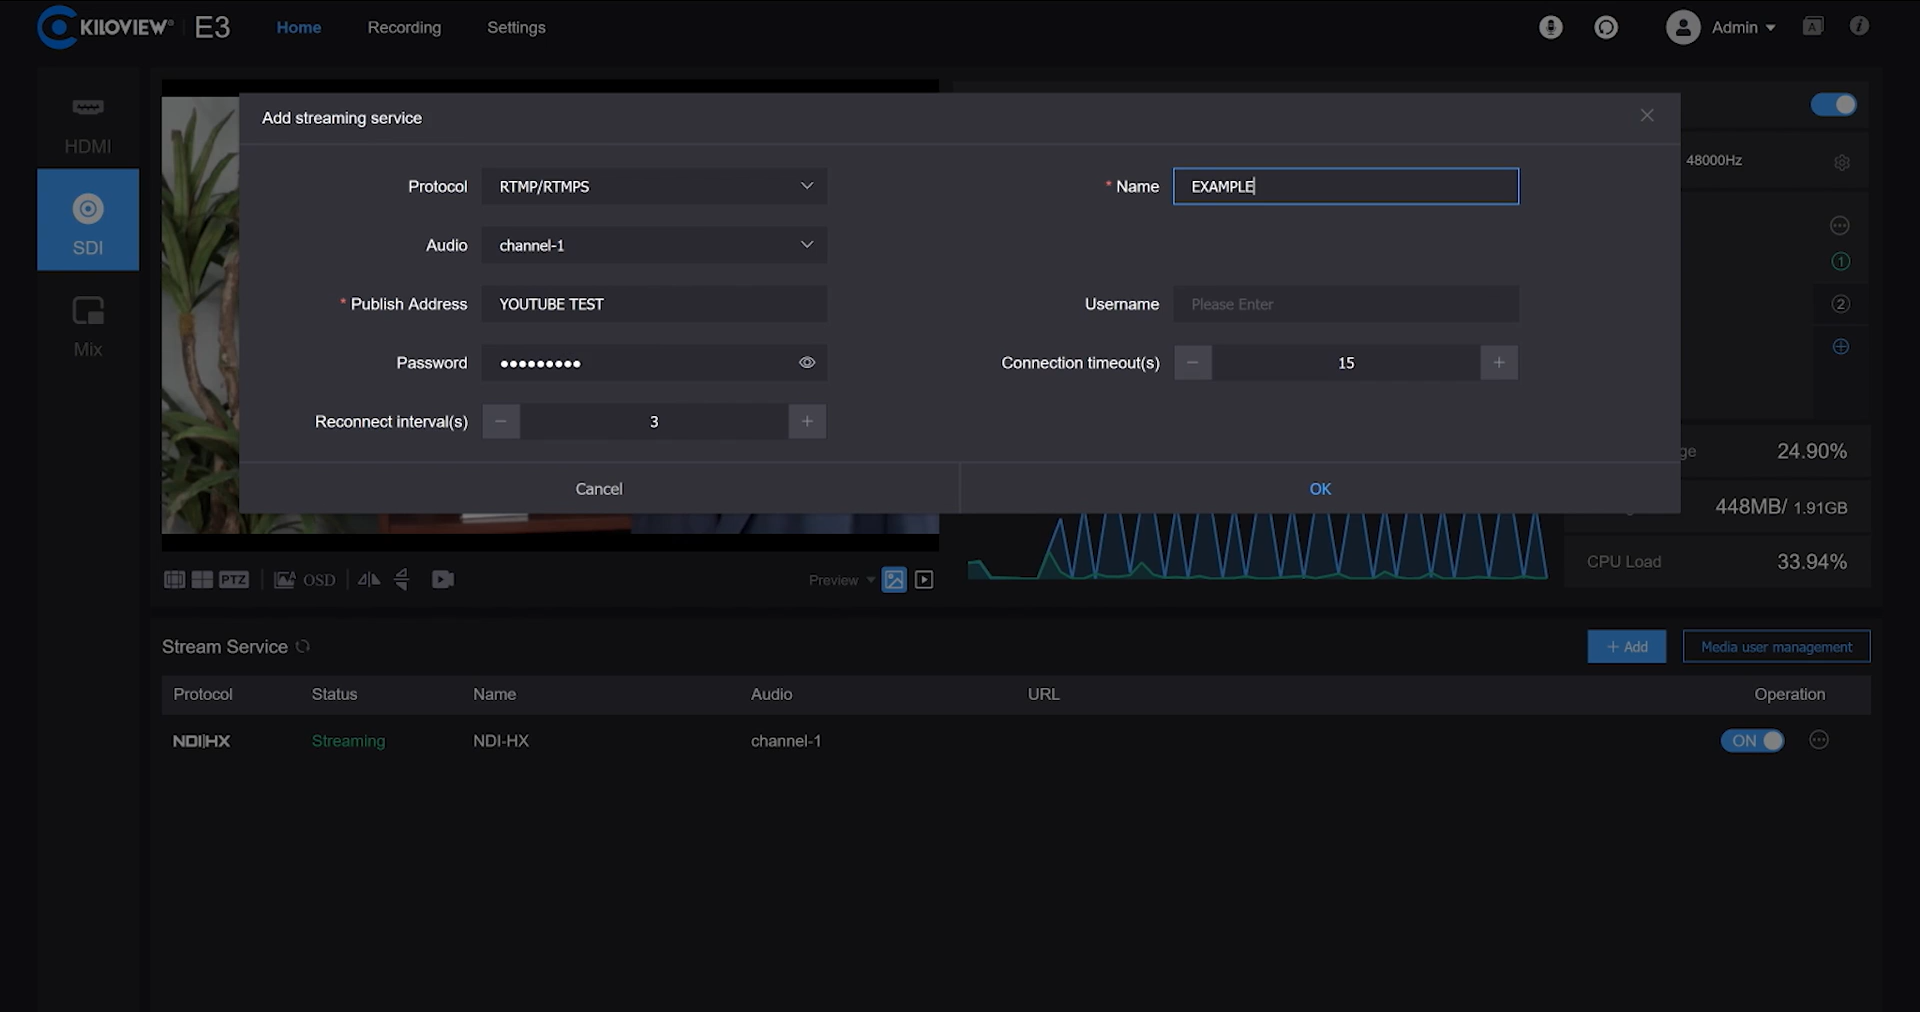 KILOVIEW® E3 Home Recording Settings Admin A i
HDMI
SDI
Mix
Add streaming service
Protocol RTMP/RTMPS * Name EXAMPLE
Audio channel-1
* Publish Address YOUTUBE TEST Username Please Enter
Password ••••••••• Connection timeout(s) − 15 +
Reconnect interval(s) − 3 +
Cancel OK
48000Hz
1
2
ge 24.90%
448MB/ 1.91GB
CPU Load 33.94%
PTZ OSD Preview
Stream Service + Add Media user management
Protocol Status Name Audio URL Operation
NDI|HX Streaming NDI-HX channel-1 ON